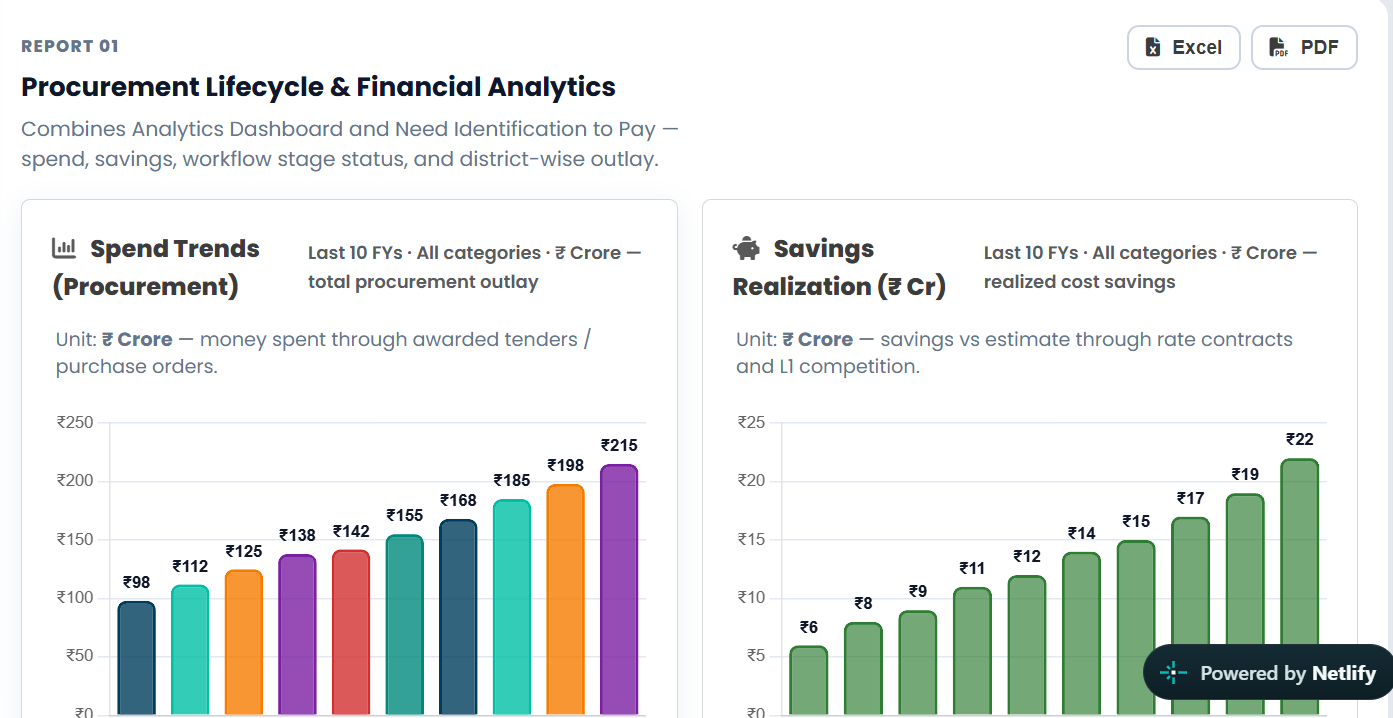 REPORT 01
Excel
PDF
Procurement Lifecycle & Financial Analytics
Combines Analytics Dashboard and Need Identification to Pay —
spend, savings, workflow stage status, and district-wise outlay.
Spend Trends
(Procurement)
Last 10 FYs · All categories · ₹ Crore —
total procurement outlay
Unit: ₹ Crore — money spent through awarded tenders /
purchase orders.
₹250
₹200
₹150
₹100
₹50
₹0
₹98
₹112
₹125
₹138
₹142
₹155
₹168
₹185
₹198
₹215
Savings
Realization (₹ Cr)
Last 10 FYs · All categories · ₹ Crore —
realized cost savings
Unit: ₹ Crore — savings vs estimate through rate contracts
and L1 competition.
₹25
₹20
₹15
₹10
₹5
₹0
₹6
₹8
₹9
₹11
₹12
₹14
₹15
₹17
₹19
₹22
Powered by Netlify